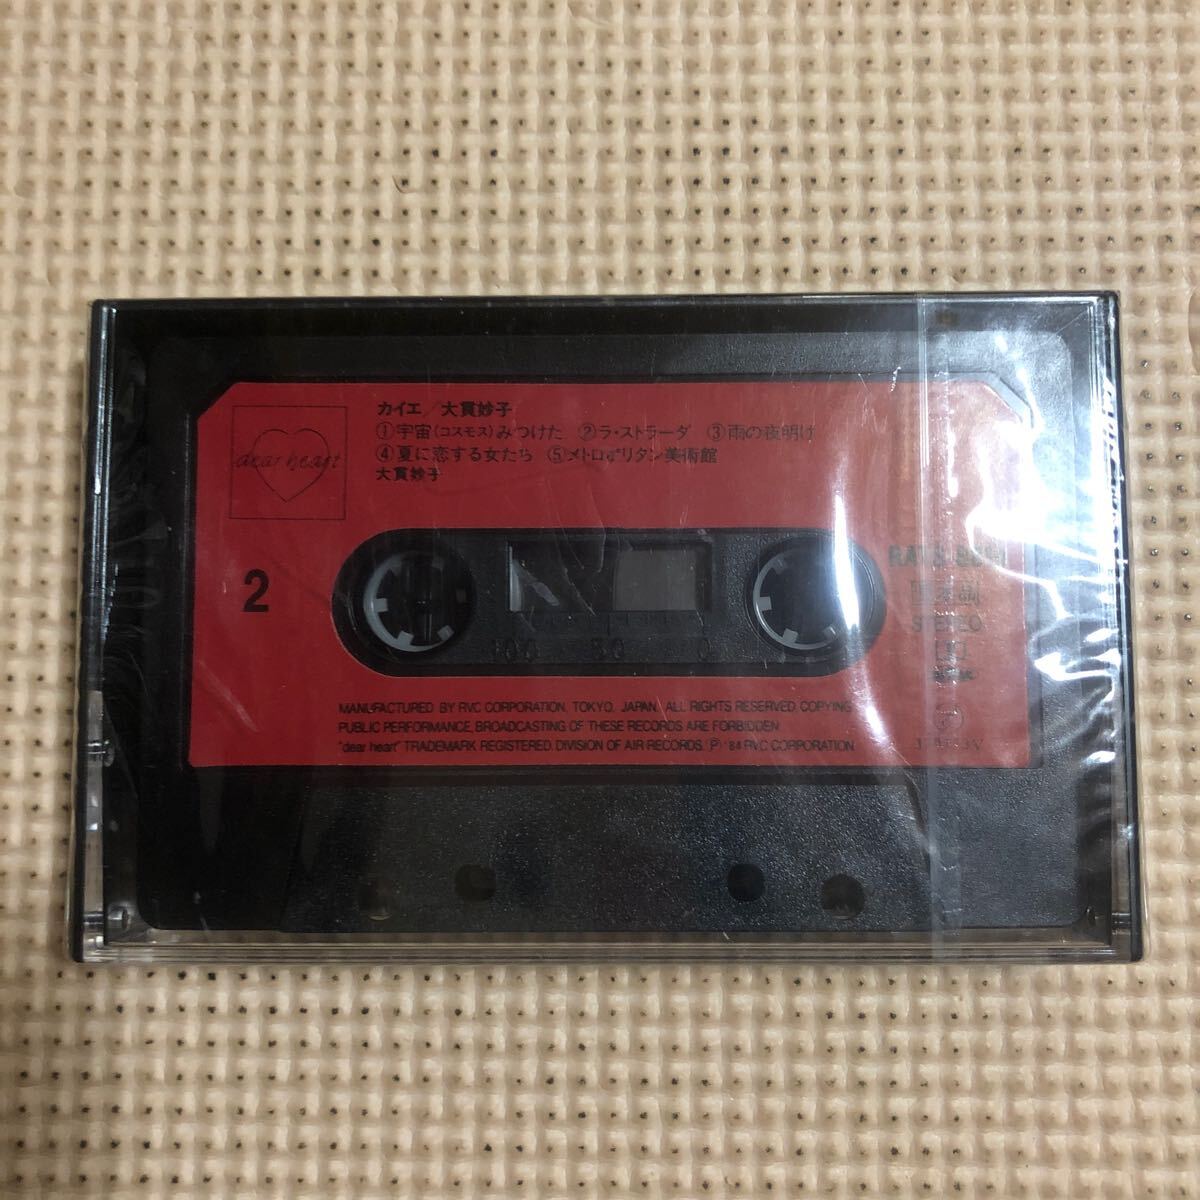 カイエ/大貫妙子
①宇宙(コスモス)みつけた ②ラ・ストラーダ ③雨の夜明け
④夏に恋する女たち ⑤メトロポリタン美術館
大貫妙子
dear heart
2
STEREO
100 50 0
MANUFACTURED BY RVC CORPORATION, TOKYO, JAPAN. ALL RIGHTS RESERVED. COPYING,
PUBLIC PERFORMANCE, BROADCASTING OF THESE RECORDS ARE FORBIDDEN
"dear heart" TRADEMARK REGISTERED. DIVISION OF AIR RECORDS. Ⓟ '84 RVC CORPORATION